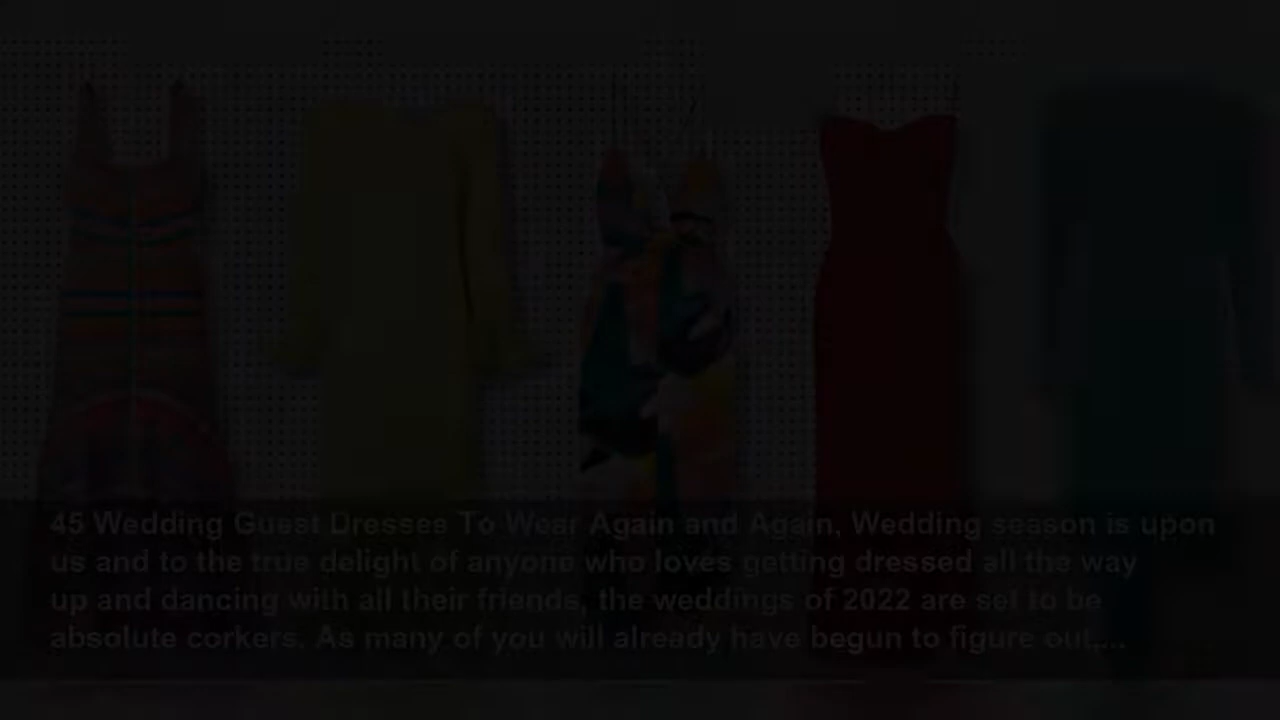 45 Wedding Guest Dresses To Wear Again and Again, Wedding season is upon
us and to the true delight of anyone who loves getting dressed all the way
up and dancing with all their friends, the weddings of 2022 are set to be
absolute corkers. As many of you will already have begun to figure out,...